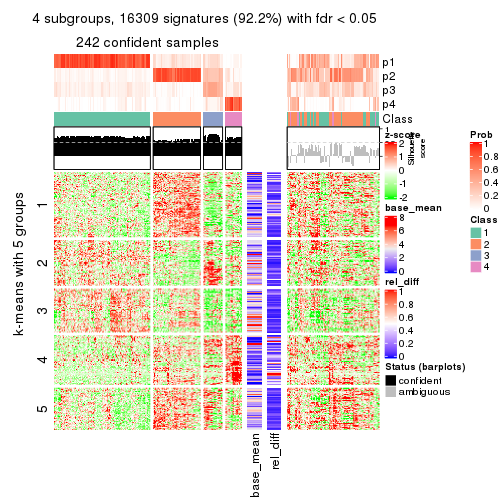 4 subgroups, 16309 signatures (92.2%) with fdr < 0.05
242 confident samples
p1
p2
p3
p4
Class
1
Silhouette
score
k-means with 5 groups
1
2
3
4
5
base_mean
rel_diff
z-score
2
1
0
-1
-2
base_mean
8
6
4
2
0
rel_diff
1
0.8
0.6
0.4
0.2
0
Status (barplots)
confident
ambiguous
Prob
1
0.8
0.6
0.4
0.2
0
Class
1
2
3
4